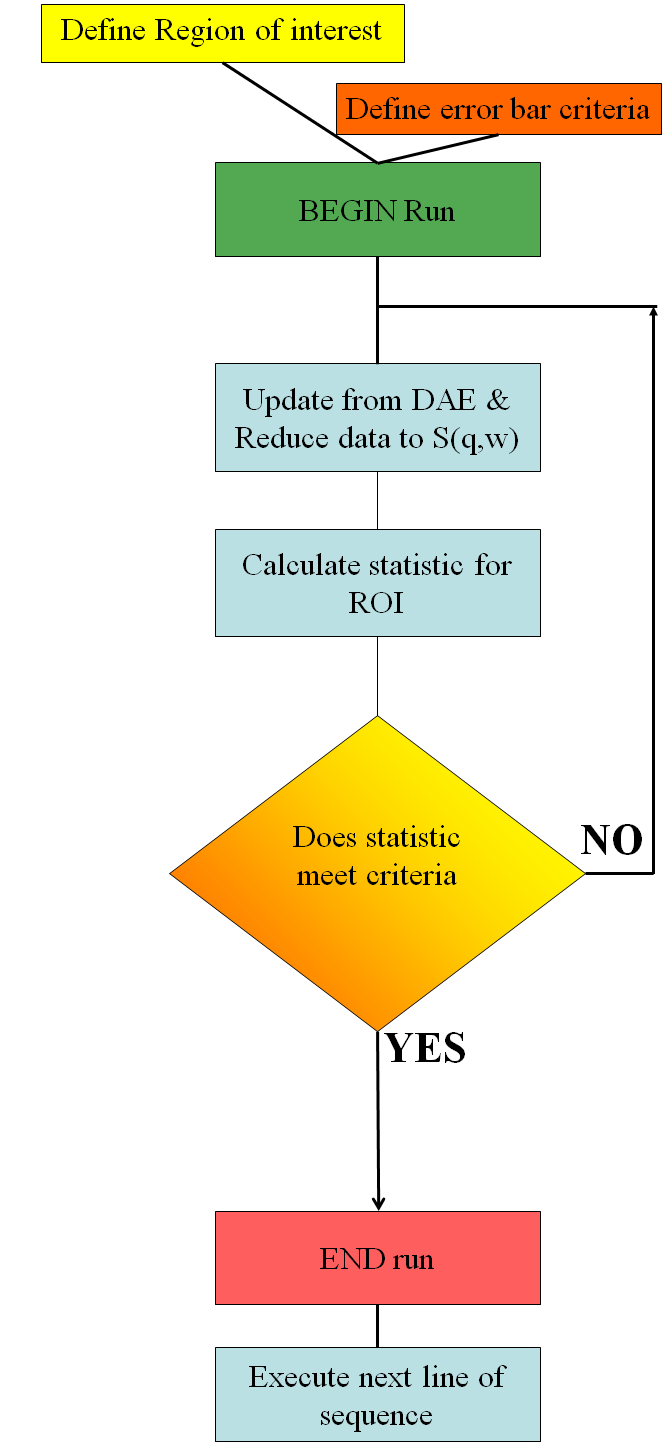 Define Region of interest
Define error bar criteria
BEGIN Run
Update from DAE &
Reduce data to S(q,w)
Calculate statistic for
ROI
Does statistic
meet criteria
NO
YES
END run
Execute next line of
sequence